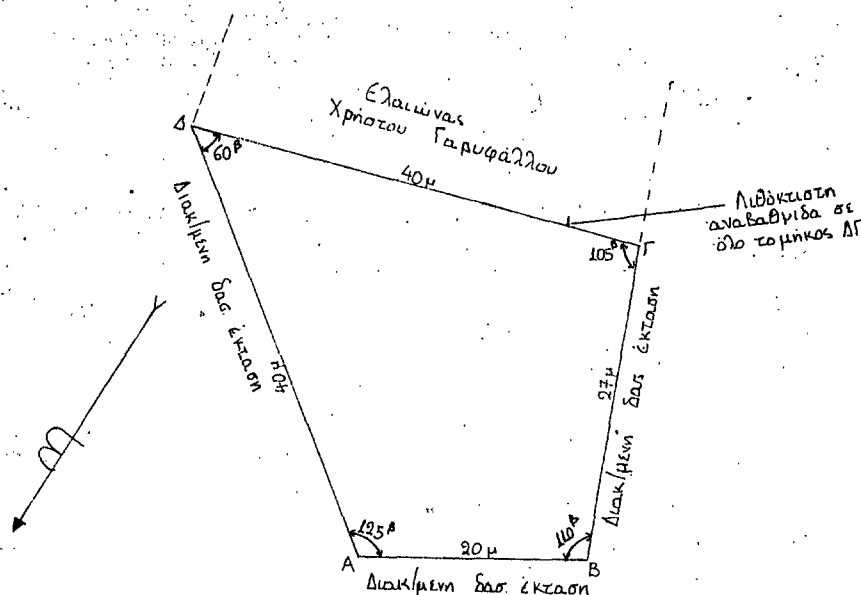 Δ
60β
Ελαιώνας
Χρήστου Γαρυφάλλου
40μ
Λιθόκτιστη
αναβαθμιδα σε
όλο το μήκος ΔΓ
Γ
105β
Διακ/μενη δασ. έκταση
40μ
27μ
Διακ/μενη δασ έκταση
β
125β
110β
Α
20μ
Β
Διακ/μενη δασ. έκταση